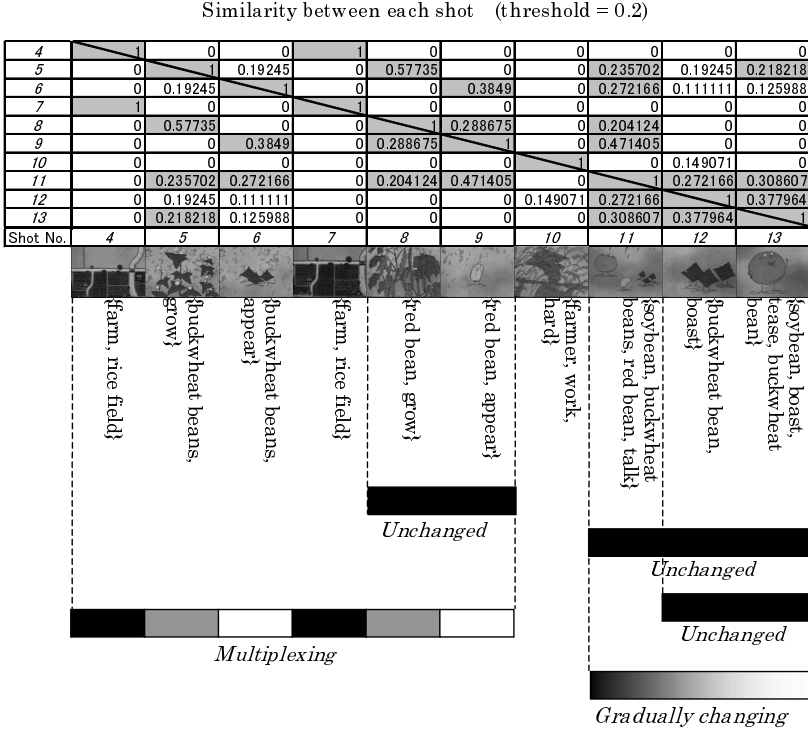 Similarity between each shot (threshold = 0.2)
4 1 0 0 1 0 0 0 0 0 0
5 0 1 0.19245 0 0.57735 0 0 0.235702 0.19245 0.218218
6 0 0.19245 1 0 0 0.3849 0 0.272166 0.111111 0.125988
7 1 0 0 1 0 0 0 0 0 0
8 0 0.57735 0 0 1 0.288675 0 0.204124 0 0
9 0 0 0.3849 0 0.288675 1 0 0.471405 0 0
10 0 0 0 0 0 0 1 0 0.149071 0
11 0 0.235702 0.272166 0 0.204124 0.471405 0 1 0.272166 0.308607
12 0 0.19245 0.111111 0 0 0 0.149071 0.272166 1 0.377964
13 0 0.218218 0.125988 0 0 0 0 0.308607 0.377964 1
Shot No. 4 5 6 7 8 9 10 11 12 13
{farm, rice field}
{buckwheat beans,
grow}
{buckwheat beans,
appear}
{farm, rice field}
{red bean, grow}
{red bean, appear}
{farmer, work,
hard}
{soybean, buckwheat
beans, red bean, talk}
{buckwheat bean,
boast}
{soybean, boast,
tease, buckwheat
bean}
Unchanged
Unchanged
Unchanged
Multiplexing
Gradually changing